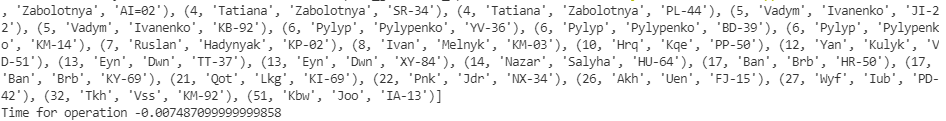 , 'Zabolotnya', 'AI=02'), (4, 'Tatiana', 'Zabolotnya', 'SR-34'), (4, 'Tatiana', 'Zabolotnya', 'PL-44'), (5, 'Vadym', 'Ivanenko', 'JI-2
2'), (5, 'Vadym', 'Ivanenko', 'KB-92'), (6, 'Pylyp', 'Pylypenko', 'YV-36'), (6, 'Pylyp', 'Pylypenko', 'BD-39'), (6, 'Pylyp', 'Pylypenk
o', 'KM-14'), (7, 'Ruslan', 'Hadynyak', 'KP-02'), (8, 'Ivan', 'Melnyk', 'KM-03'), (10, 'Hrq', 'Kqe', 'PP-50'), (12, 'Yan', 'Kulyk', 'V
D-51'), (13, 'Eyn', 'Dwn', 'TT-37'), (13, 'Eyn', 'Dwn', 'XY-84'), (14, 'Nazar', 'Salyha', 'HU-64'), (17, 'Ban', 'Brb', 'HR-50'), (17,
'Ban', 'Brb', 'KY-69'), (21, 'Qot', 'Lkg', 'KI-69'), (22, 'Pnk', 'Jdr', 'NX-34'), (26, 'Akh', 'Uen', 'FJ-15'), (27, 'Wyf', 'Iub', 'PD-
42'), (32, 'Tkh', 'Vss', 'KM-92'), (51, 'Kbw', 'Joo', 'IA-13')]
Time for operation -0.007487099999999858